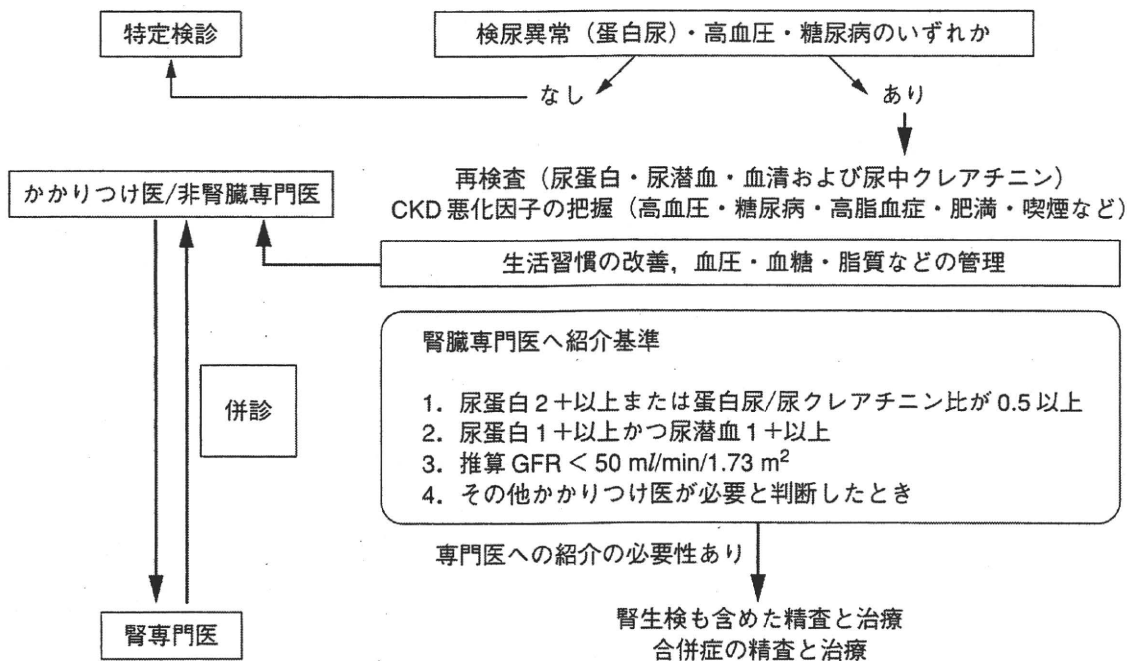 特定検診
検尿異常（蛋白尿）・高血圧・糖尿病のいずれか
なし
あり
再検査（尿蛋白・尿潜血・血清および尿中クレアチニン）
CKD悪化因子の把握（高血圧・糖尿病・高脂血症・肥満・喫煙など）
かかりつけ医/非腎臓専門医
生活習慣の改善，血圧・血糖・脂質などの管理
腎臓専門医へ紹介基準
1．尿蛋白2＋以上または蛋白尿/尿クレアチニン比が0.5以上
2．尿蛋白1＋以上かつ尿潜血1＋以上
3．推算GFR＜50 ml/min/1.73 m²
4．その他かかりつけ医が必要と判断したとき
併診
専門医への紹介の必要性あり
腎専門医
腎生検も含めた精査と治療
合併症の精査と治療